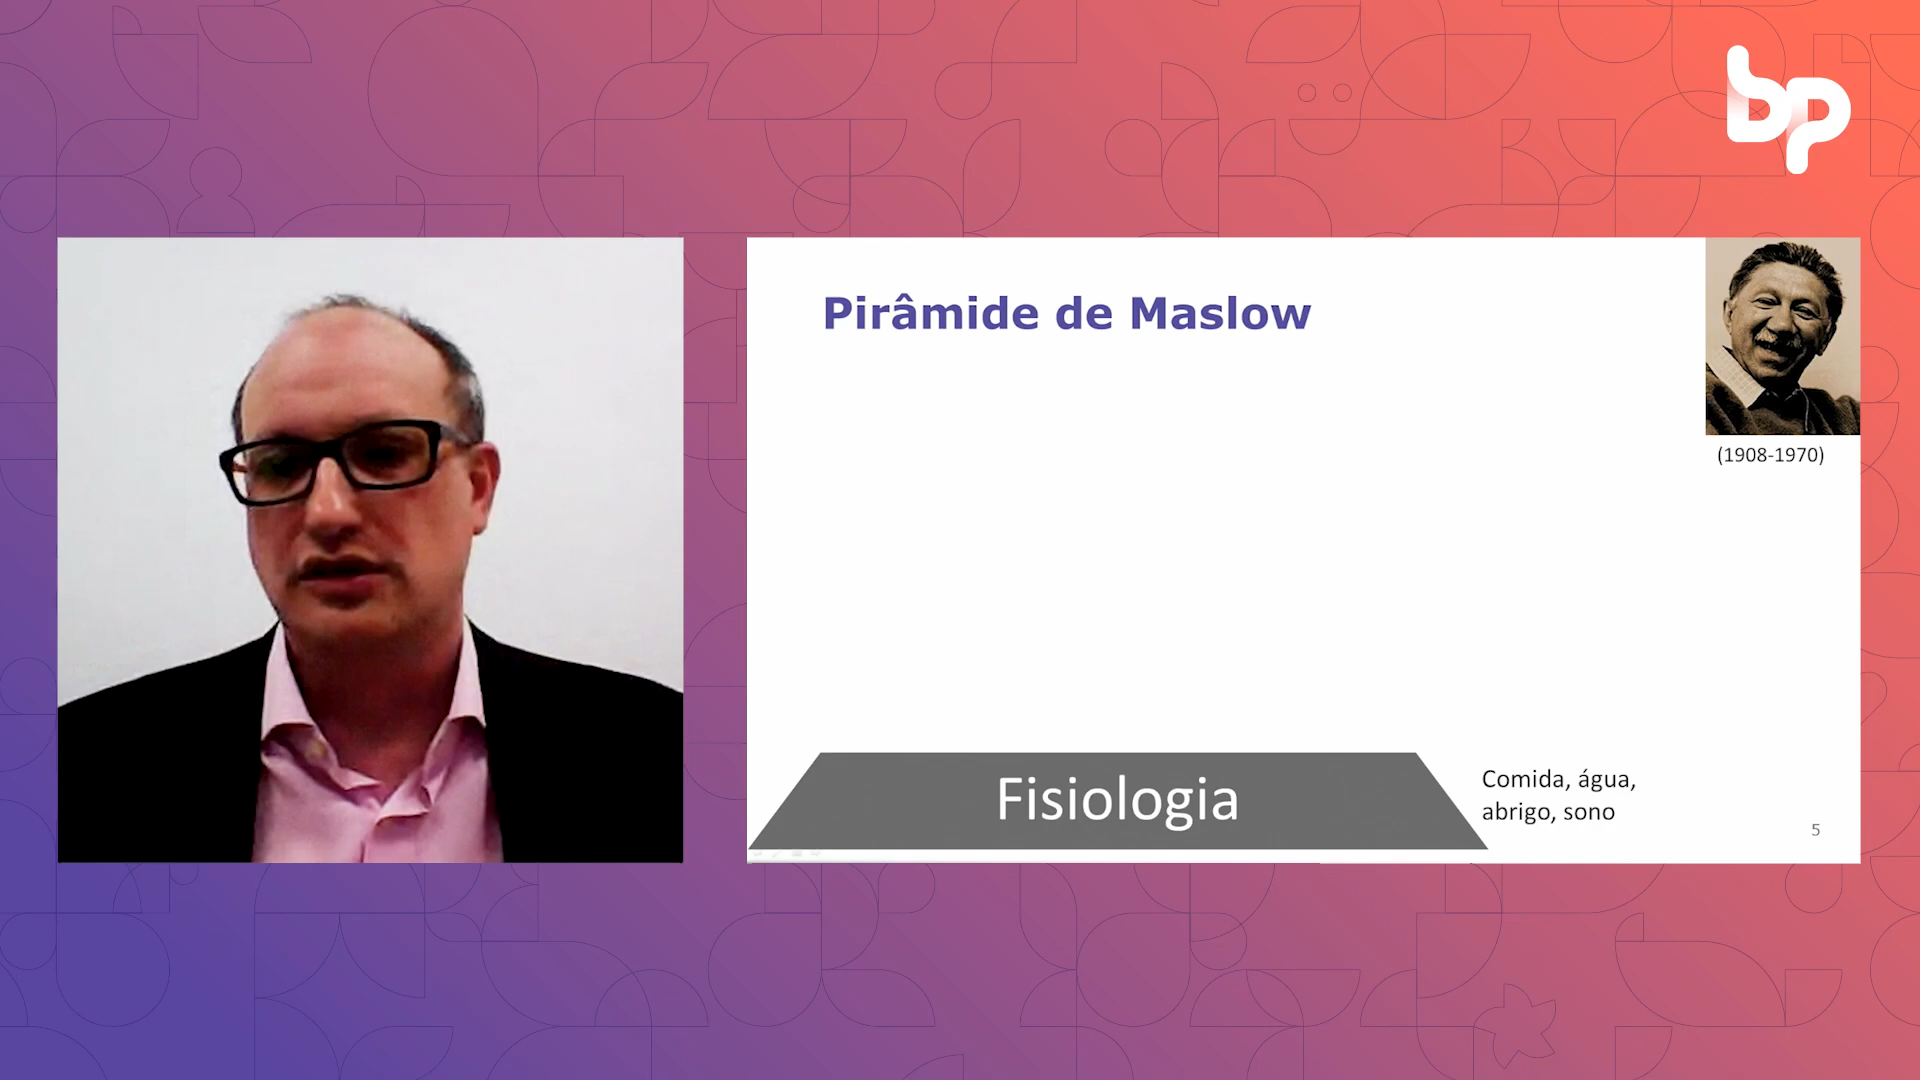 bp
Pirâmide de Maslow
(1908-1970)
Fisiologia
Comida, água,
abrigo, sono
5